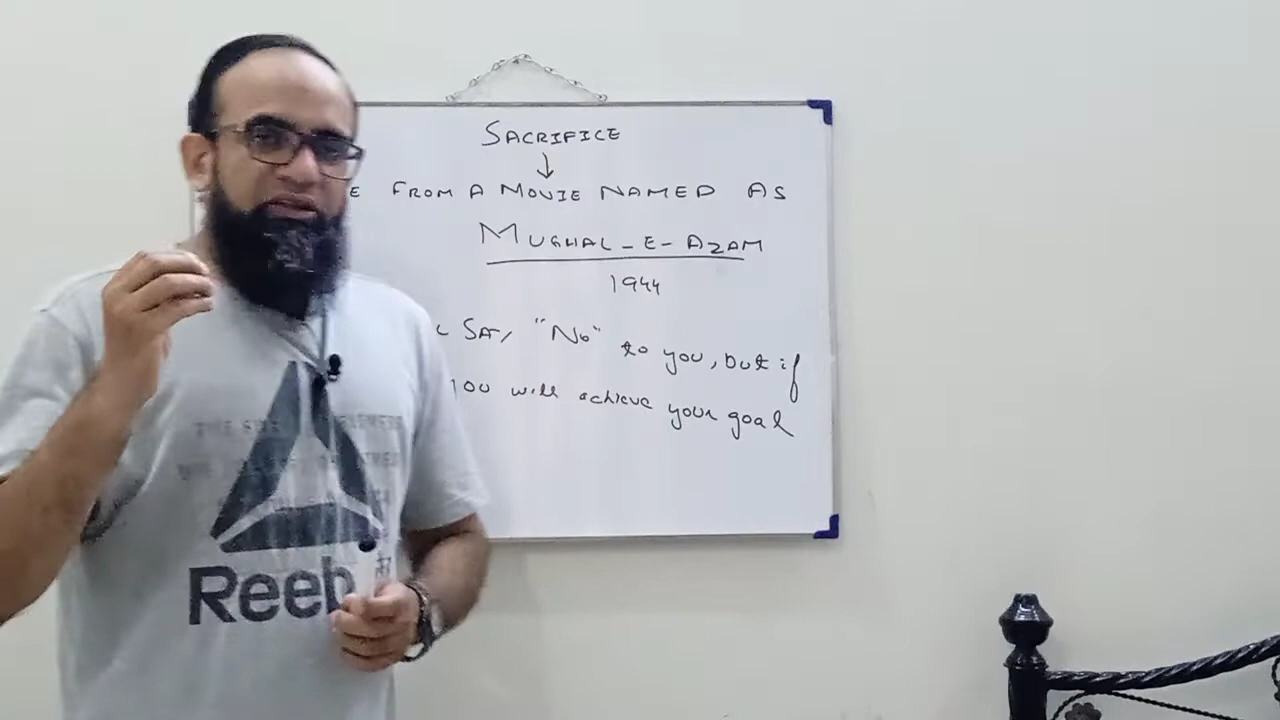 SACRIFICE
FROM A MOVIE NAMED AS
MUGHAL-E-AZAM
1944
SAY "No" to you, but if
you will achieve your goal
Reeb